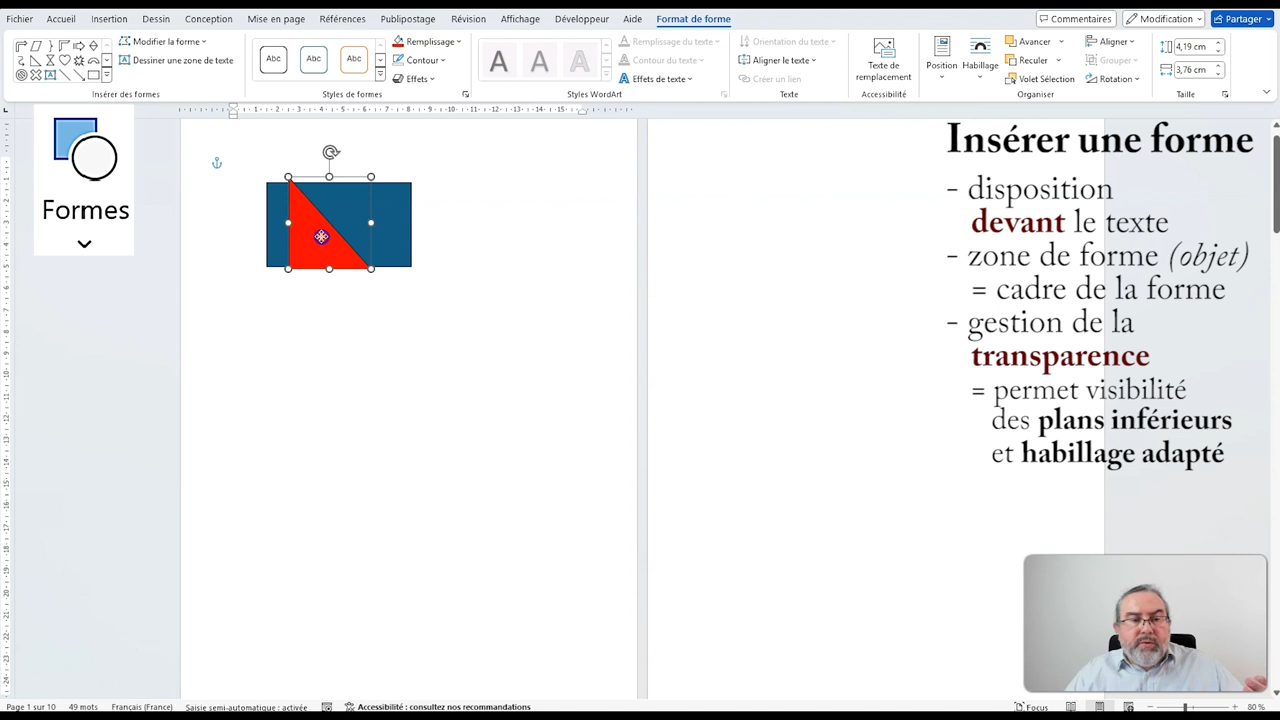 Fichier Accueil Insertion Dessin Conception Mise en page Références Publipostage Révision Affichage Développeur Aide Format de forme Commentaires Modification Partager
Modifier la forme
Dessiner une zone de texte
Insérer des formes
Abc Abc Abc
Remplissage
Contour
Effets
Styles de formes
A A A
Remplissage du texte
Contour du texte
Effets de texte
Styles WordArt
Orientation du texte
Aligner le texte
Créer un lien
Texte
Texte de
remplacement
Accessibilité
Position
Habillage
Avancer
Reculer
Volet Sélection
Aligner
Grouper
Rotation
Organiser
4,19 cm
3,76 cm
Taille
Formes
Insérer une forme
- disposition
devant le texte
- zone de forme (objet)
= cadre de la forme
- gestion de la
transparence
= permet visibilité
des plans inférieurs
et habillage adapté
Page 1 sur 10 49 mots Français (France) Saisie semi-automatique : activée Accessibilité : consultez nos recommandations Focus 80 %